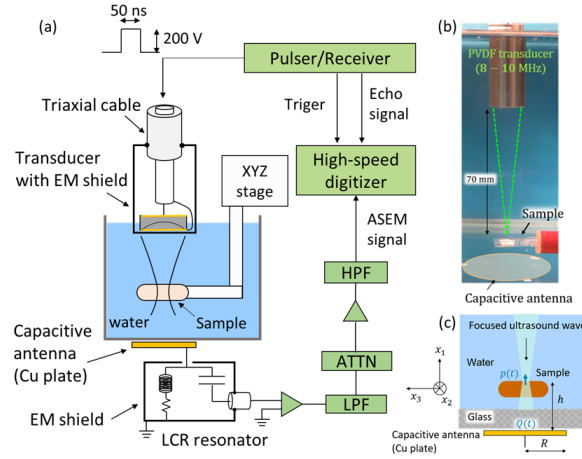 (a)
50 ns
200 V
Pulser/Receiver
Triaxial cable
Triger
Echo
signal
Transducer
with EM shield
XYZ
stage
High-speed
digitizer
ASEM
signal
HPF
water
Sample
Capacitive
antenna
(Cu plate)
ATTN
EM shield
LPF
LCR resonator
(b)
PVDF transducer
(8 − 10 MHz)
70 mm
Sample
Capacitive antenna
(c)
Focused ultrasound wave
x₁
Water
Sample
p(t)
x₃
x₂
h
Glass
Q(t)
Capacitive antenna
(Cu plate)
R